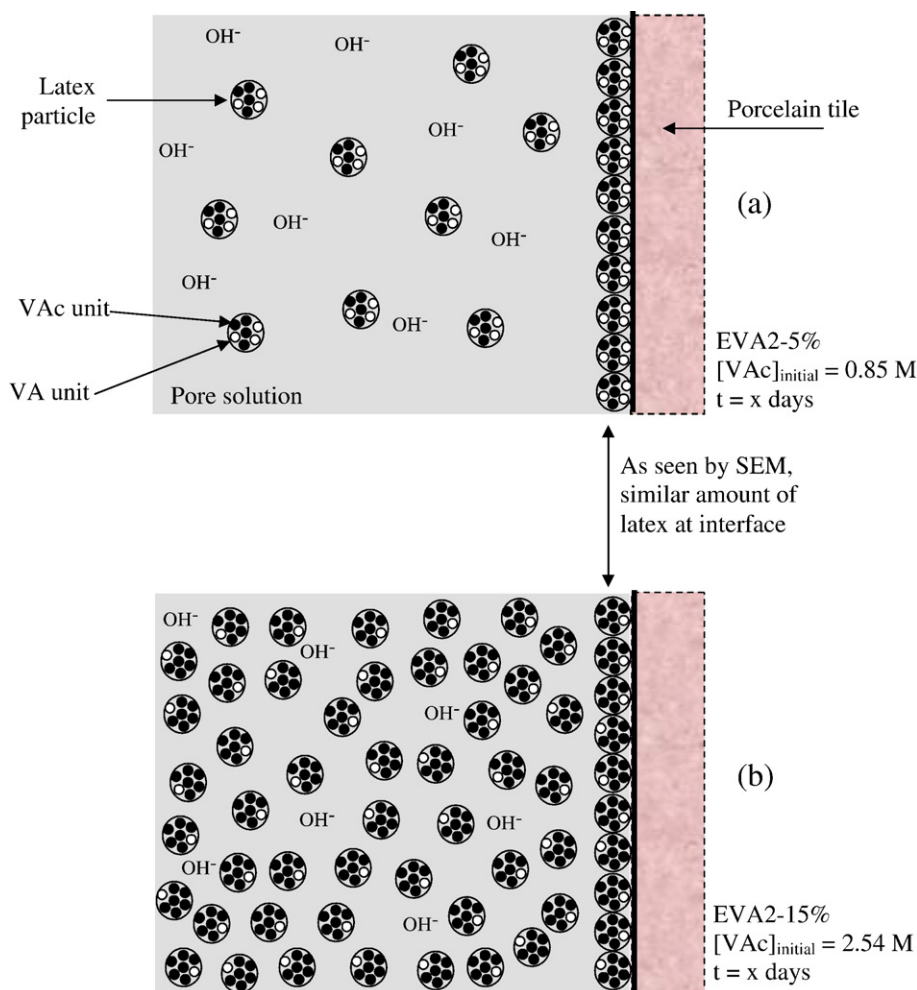 OH-
OH-
Latex
particle
Porcelain tile
OH-
OH-
(a)
OH-
OH-
OH-
VAc unit
OH-
VA unit
EVA2-5%
[VAc]initial = 0.85 M
t = x days
Pore solution
As seen by SEM,
similar amount of
latex at interface
OH-
OH-
OH-
(b)
OH-
OH-
OH-
OH-
EVA2-15%
[VAc]initial = 2.54 M
t = x days